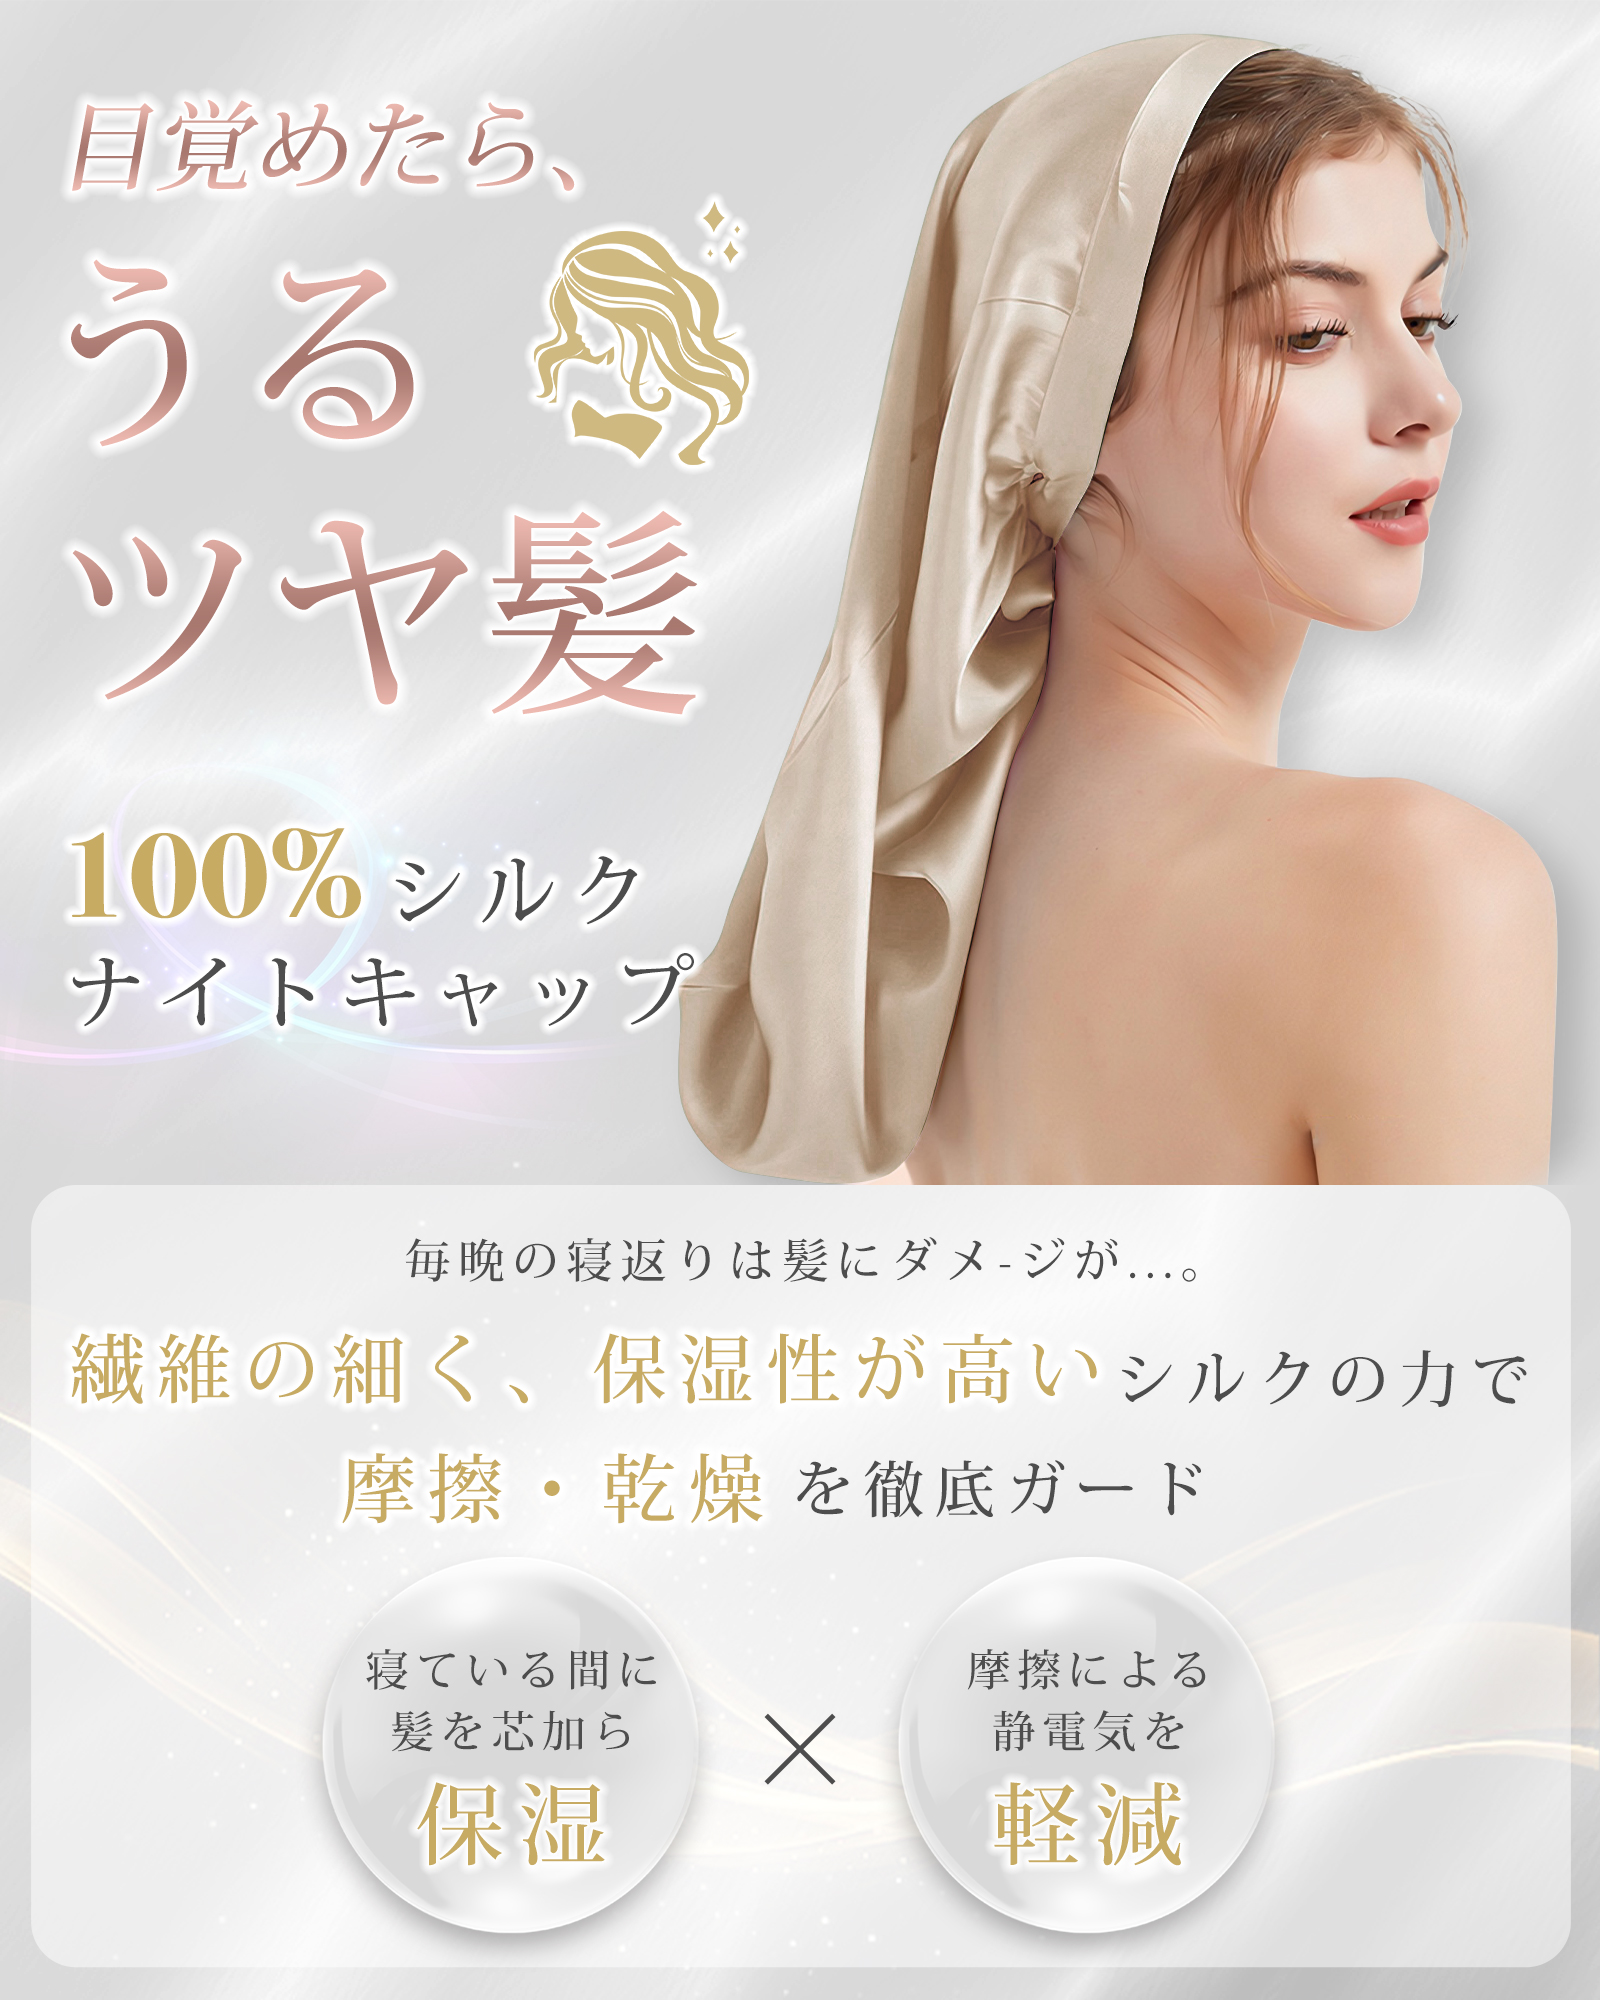 目覚めたら、
うる
ツヤ髪
100%シルク
ナイトキャップ
毎晩の寝返りは髪にダメ-ジが…。
繊維の細く、保湿性が高いシルクの力で
摩擦・乾燥を徹底ガード
寝ている間に
髪を芯加ら
保湿
×
摩擦による
静電気を
軽減